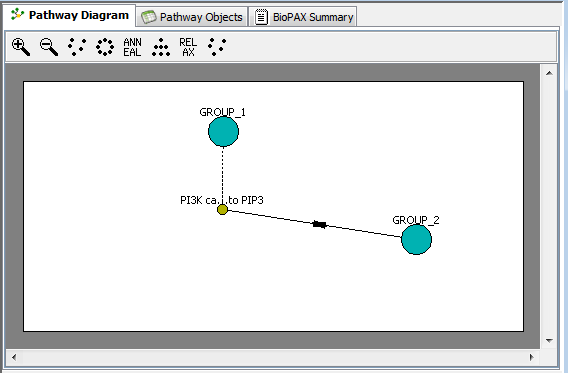 Pathway Diagram Pathway Objects BioPAX Summary
ANN EAL REL AX
GROUP_1
PI3K ca...to PIP3
GROUP_2